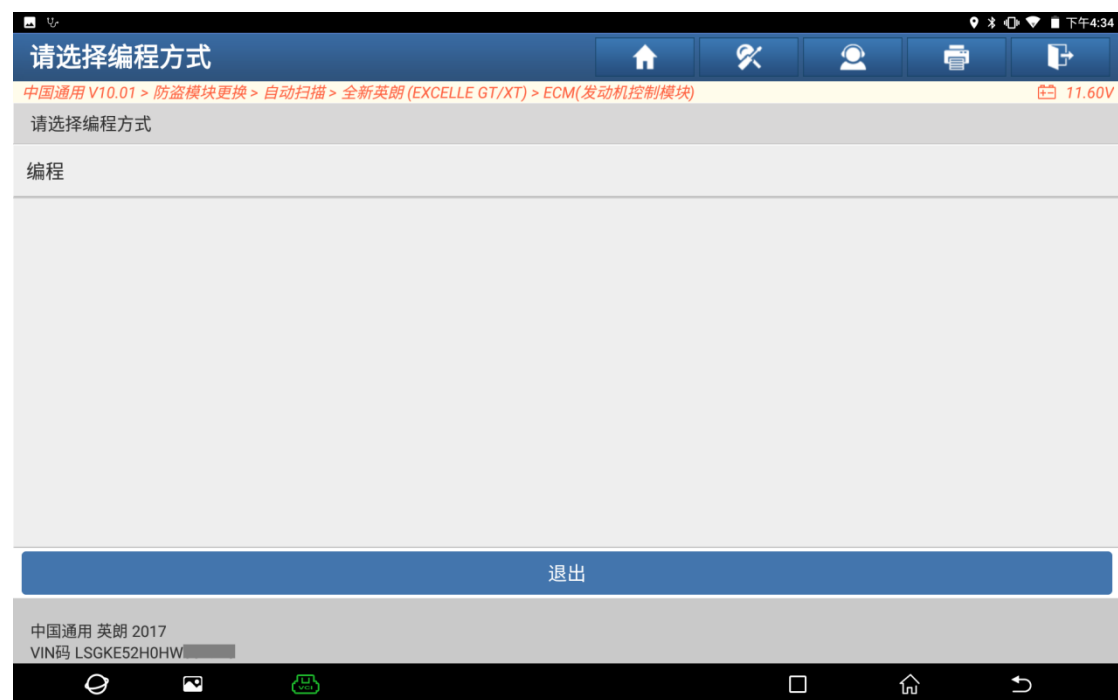 下午4:34
请选择编程方式
中国通用 V10.01 > 防盗模块更换 > 自动扫描 > 全新英朗 (EXCELLE GT/XT) > ECM(发动机控制模块)
11.60V
请选择编程方式
编程
退出
中国通用 英朗 2017
VIN码 LSGKE52H0HW
VCI